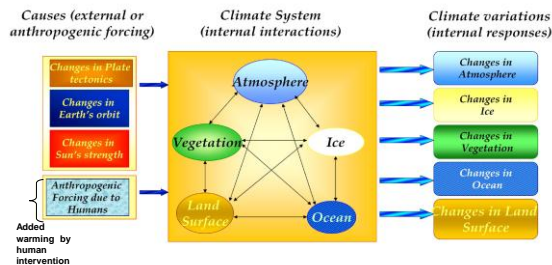 Causes (external or
anthropogenic forcing)
Changes in Plate
tectonics
Changes in
Earth's orbit
Changes in
Sun's strength
Anthropogenic
Forcing due to
Humans
Added
warming by
human
intervention
Climate System
(internal interactions)
Atmosphere
Vegetation
Ice
Land
Surface
Ocean
Climate variations
(internal responses)
Changes in
Atmosphere
Changes in
Ice
Changes in
Vegetation
Changes in
Ocean
Changes in Land
Surface